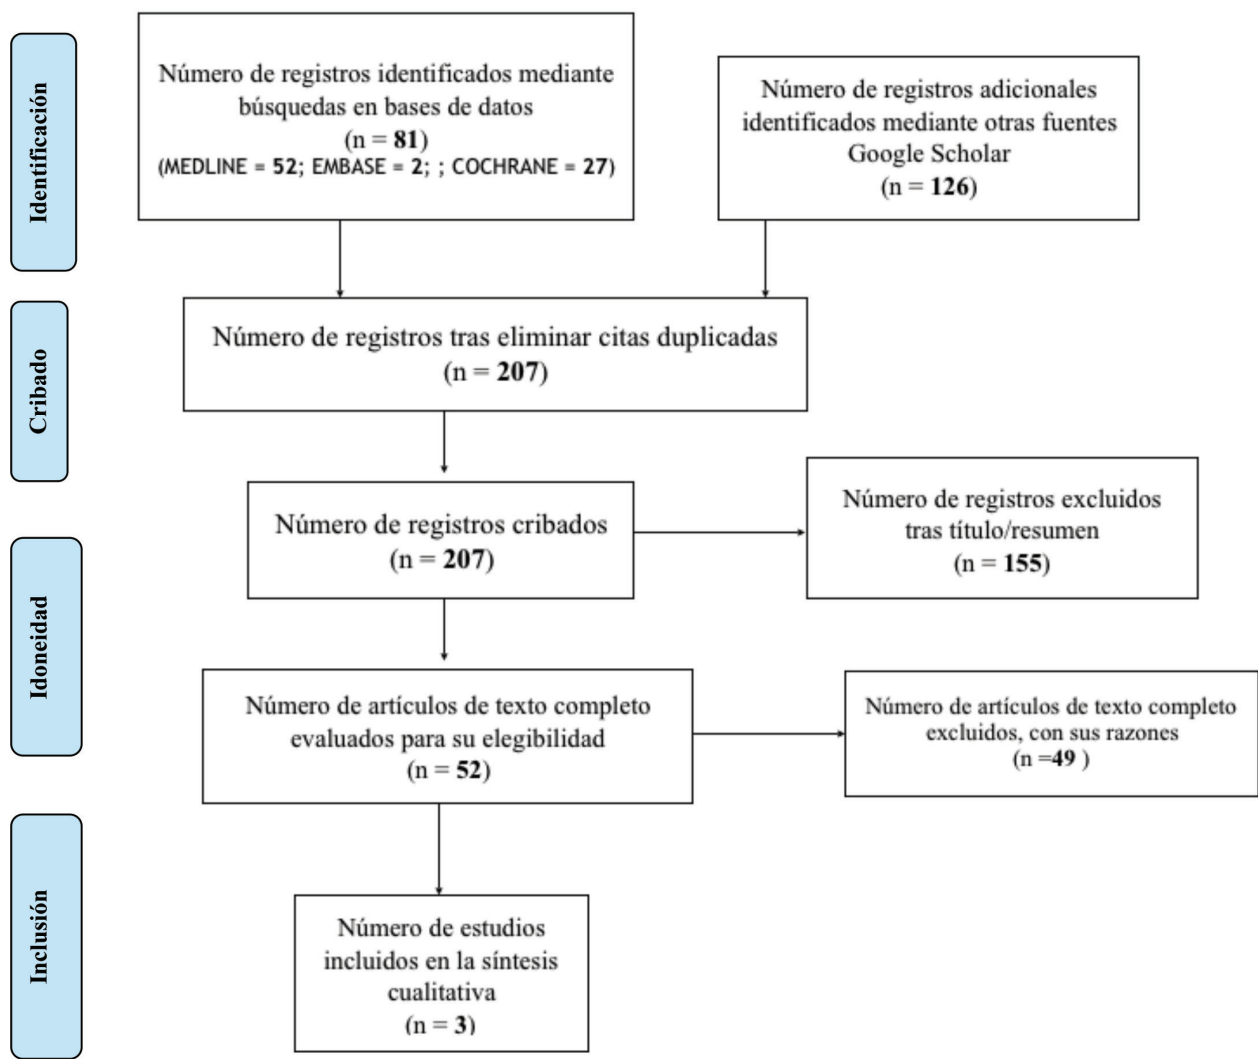 Identificación
Número de registros identificados mediante
búsquedas en bases de datos
(n = 81)
(MEDLINE = 52; EMBASE = 2; ; COCHRANE = 27)
Número de registros adicionales
identificados mediante otras fuentes
Google Scholar
(n = 126)
Cribado
Número de registros tras eliminar citas duplicadas
(n = 207)
Número de registros cribados
(n = 207)
Número de registros excluidos
tras título/resumen
(n = 155)
Idoneidad
Número de artículos de texto completo
evaluados para su elegibilidad
(n = 52)
Número de artículos de texto completo
excluidos, con sus razones
(n =49 )
Inclusión
Número de estudios
incluidos en la síntesis
cualitativa
(n = 3)